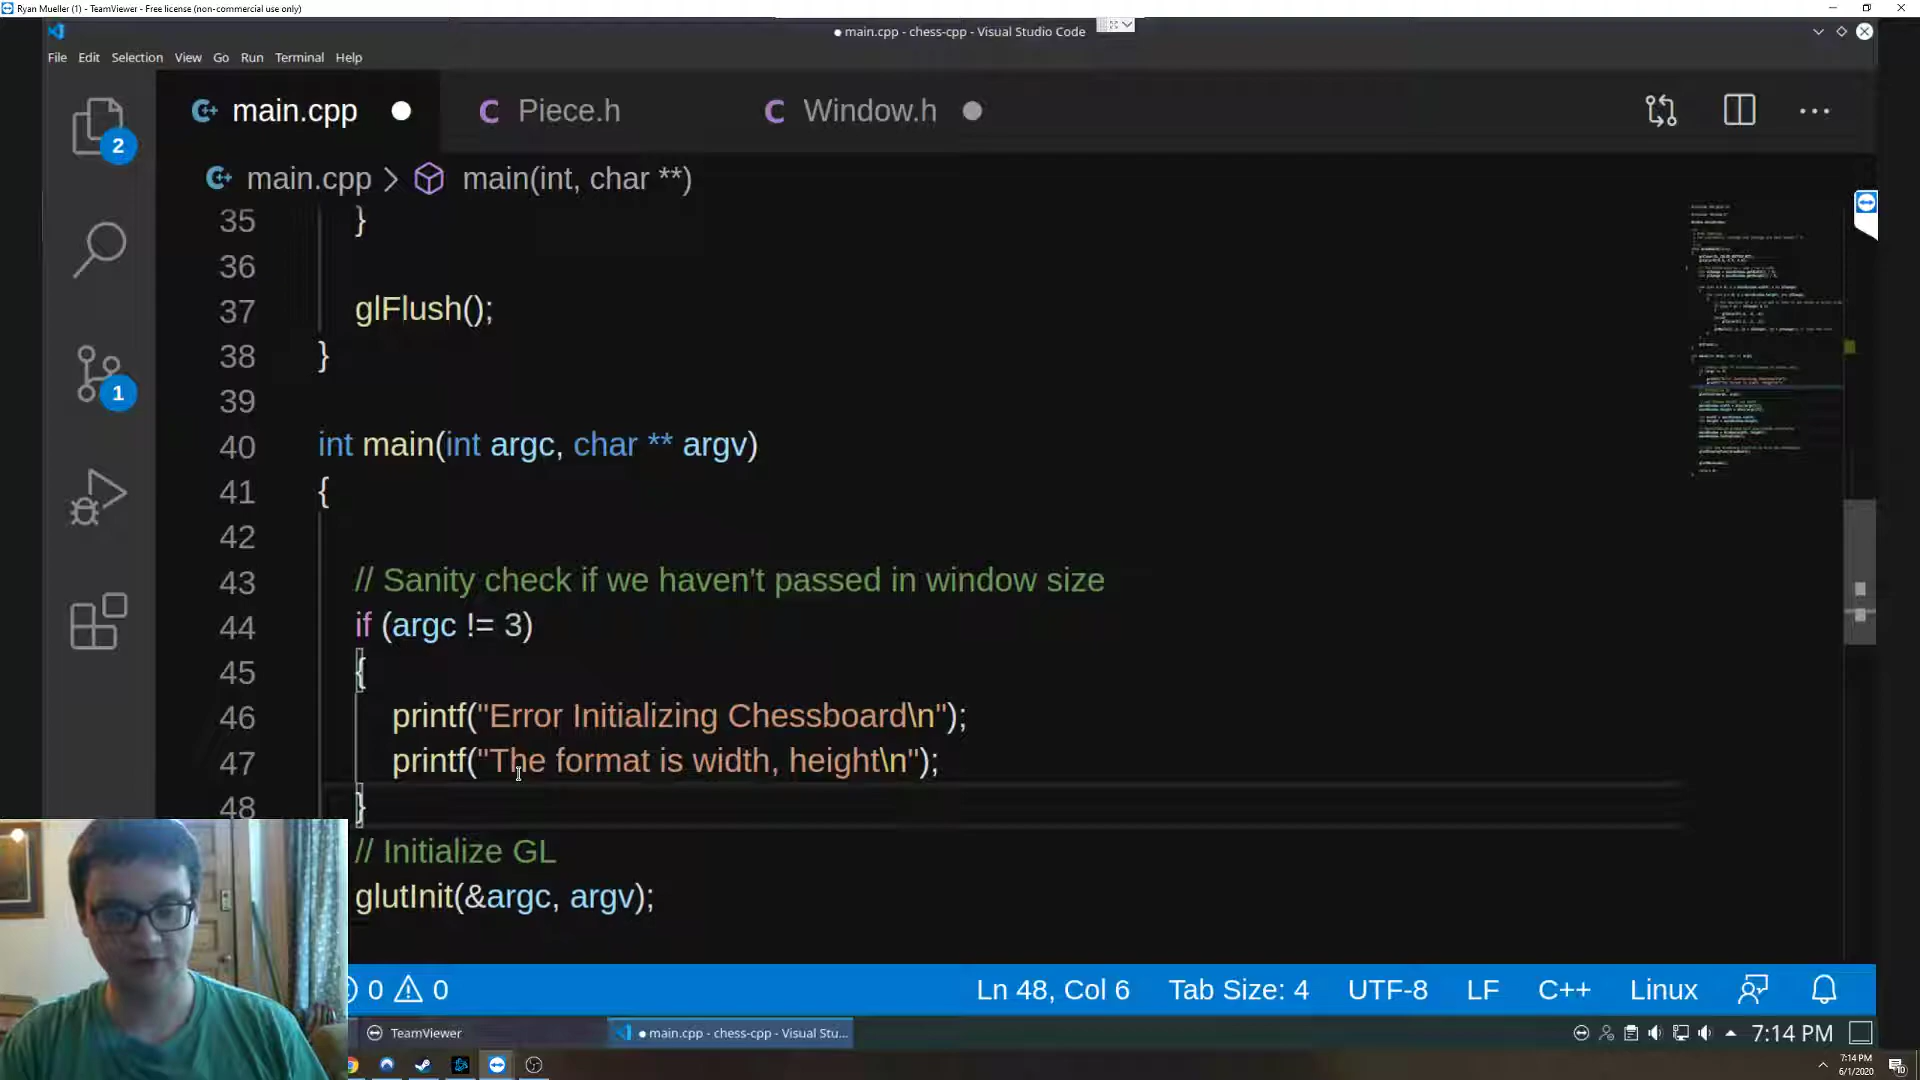 Ryan Mueller (1) - TeamViewer - Free license (non-commercial use only)
● main.cpp - chess-cpp - Visual Studio Code
File Edit Selection View Go Run Terminal Help
main.cpp Piece.h Window.h
main.cpp > main(int, char **)
2
1
35 }
36
37 glFlush();
38 }
39
40 int main(int argc, char ** argv)
41 {
42
43 // Sanity check if we haven't passed in window size
44 if (argc != 3)
45 {
46 printf("Error Initializing Chessboard\n");
47 printf("The format is width, height\n");
48 }
// Initialize GL
glutInit(&argc, argv);
0 0 Ln 48, Col 6 Tab Size: 4 UTF-8 LF C++ Linux
TeamViewer ● main.cpp - chess-cpp - Visual Stu... 7:14 PM
7:14 PM
6/1/2020